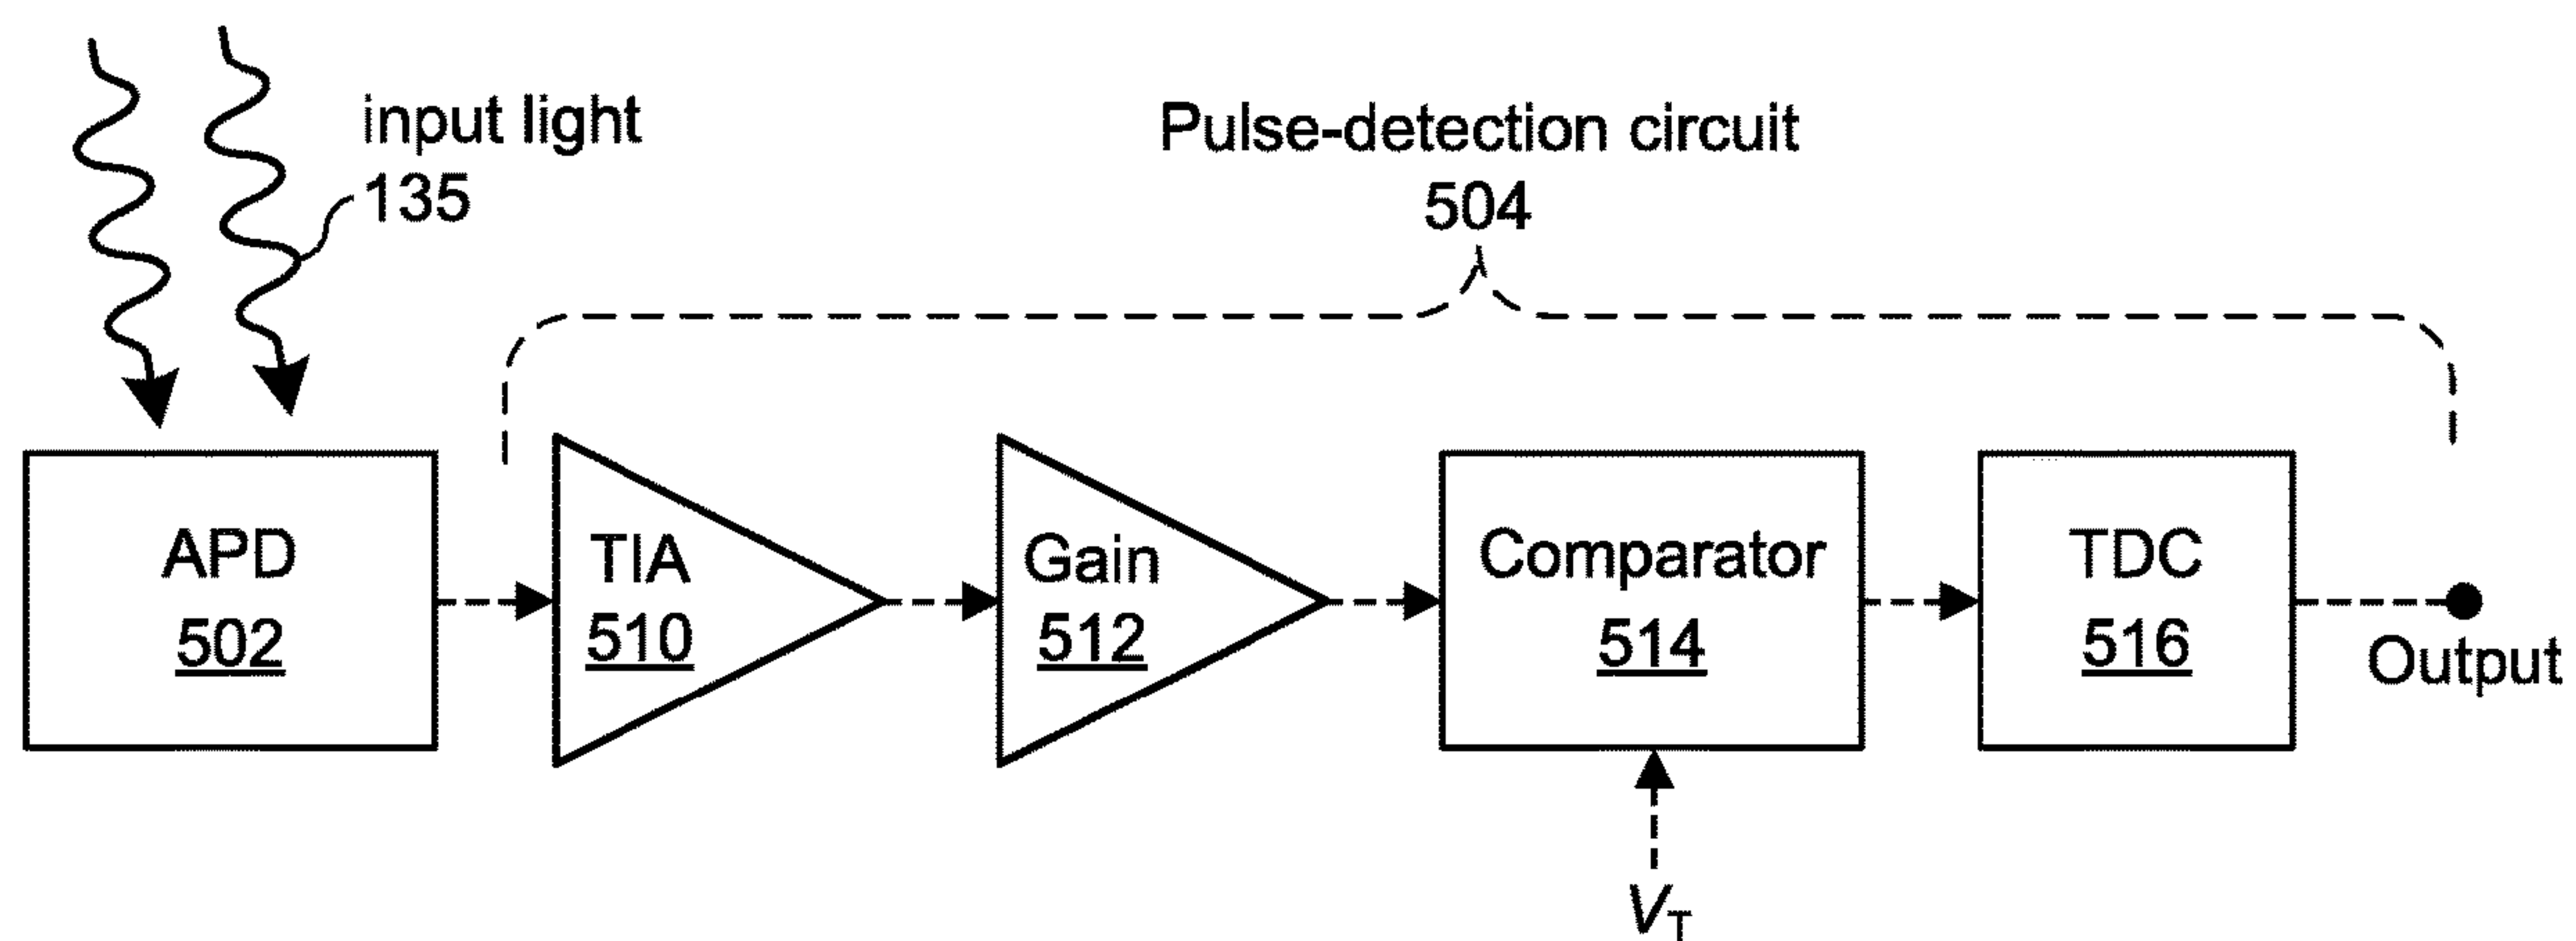 input light
135
Pulse-detection circuit
504
APD
502
TIA
510
Gain
512
Comparator
514
TDC
516
Output
VT